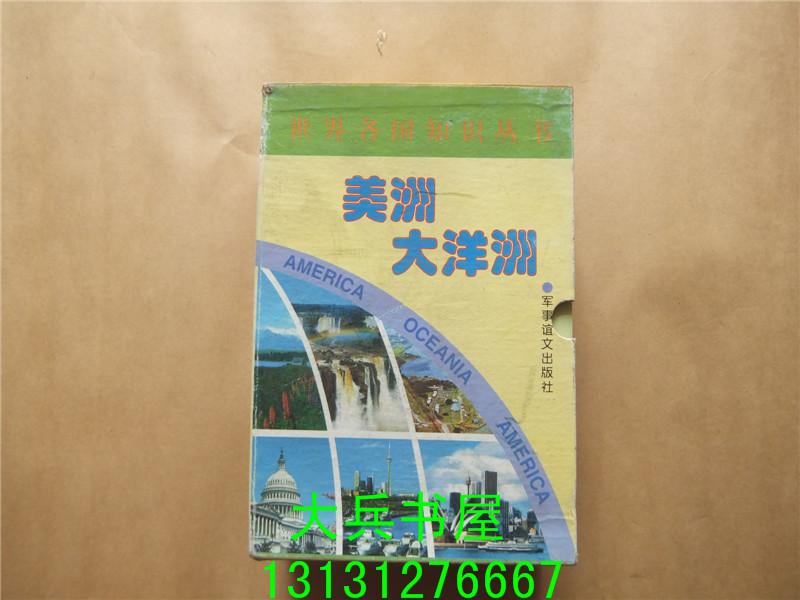 世界各国知识丛书
美洲
大洋洲
AMERICA OCEANIA AMERICA
军事谊文出版社
大兵书屋
13131276667